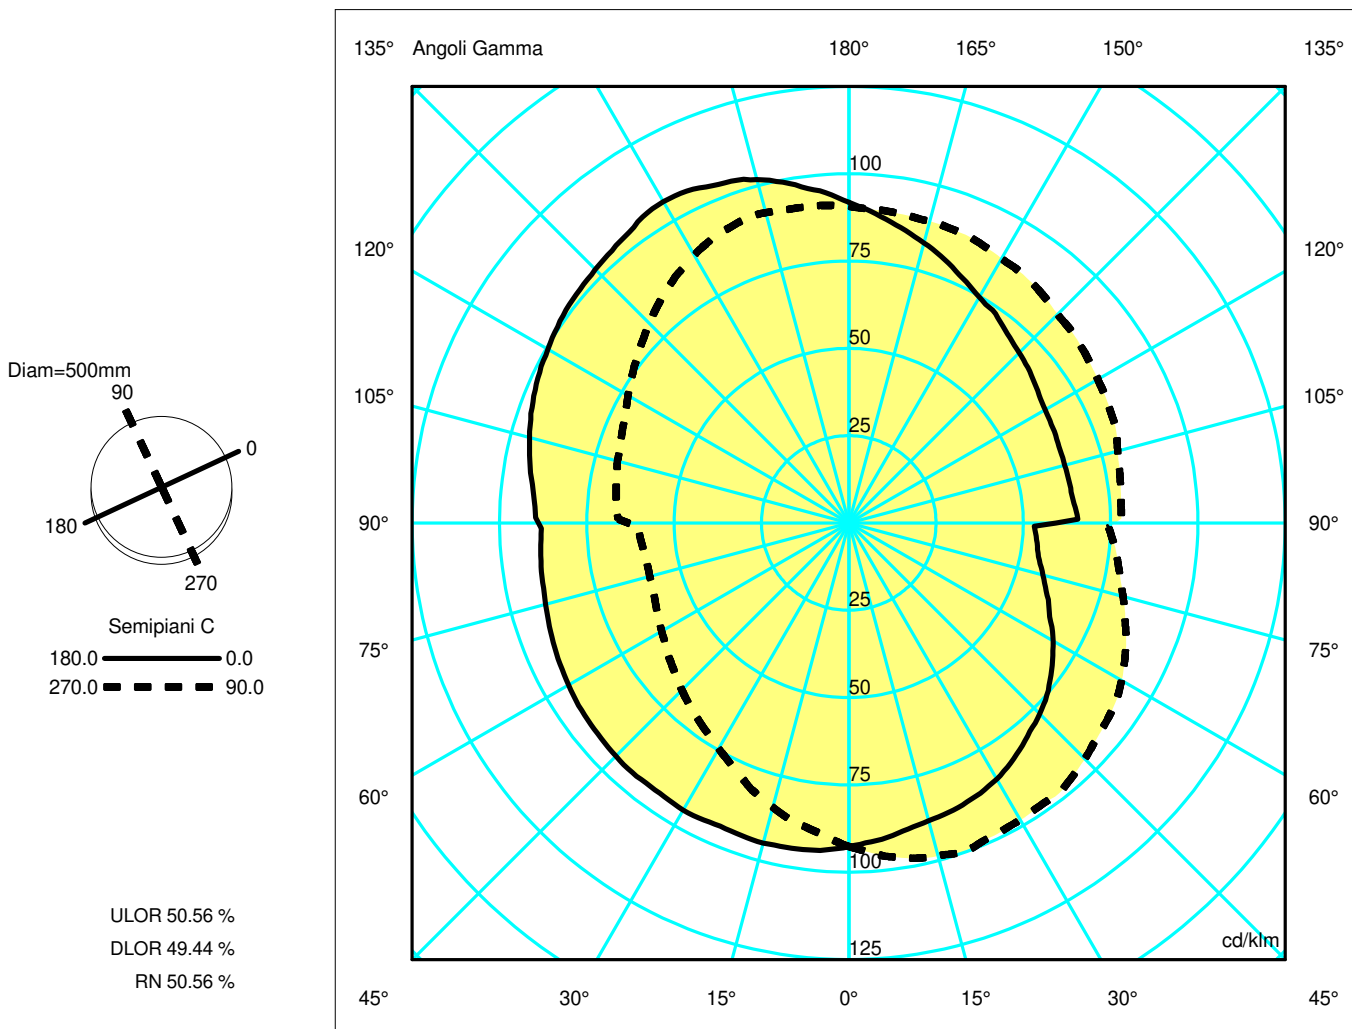 135° Angoli Gamma 180° 165° 150° 135°
100
120° 75 120°
50
Diam=500mm
90
105° 25 105°
0
180
90° 90°
270
25
Semipiani C
180.0 0.0
75° 75°
270.0 90.0
50
75
60° 60°
100
ULOR 50.56 %
DLOR 49.44 %
125 cd/klm
RN 50.56 %
45° 30° 15° 0° 15° 30° 45°